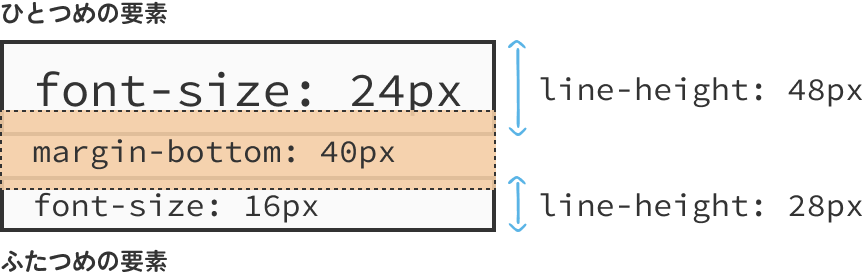 ひとつめの要素
font-size: 24px
line-height: 48px
margin-bottom: 40px
font-size: 16px
line-height: 28px
ふたつめの要素